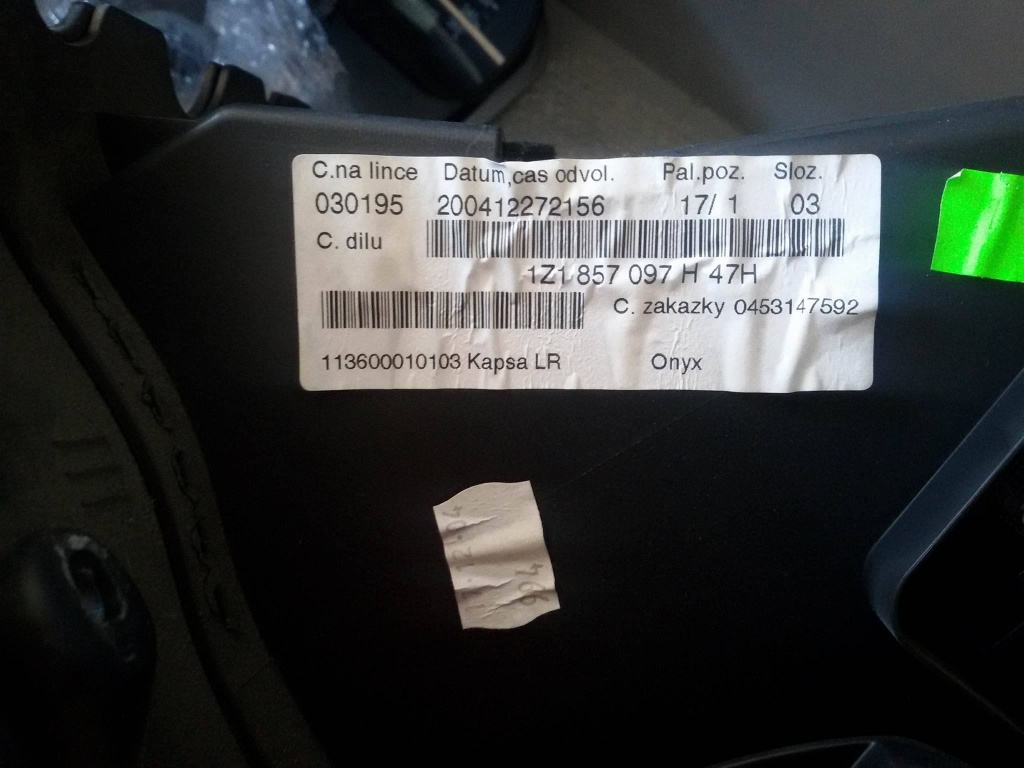 C.na lince Datum,cas odvol. Pal.poz. Sloz.
030195 200412272156 17/ 1 03
C. dilu
1Z1 857 097 H 47H
C. zakazky 0453147592
113600010103 Kapsa LR Onyx